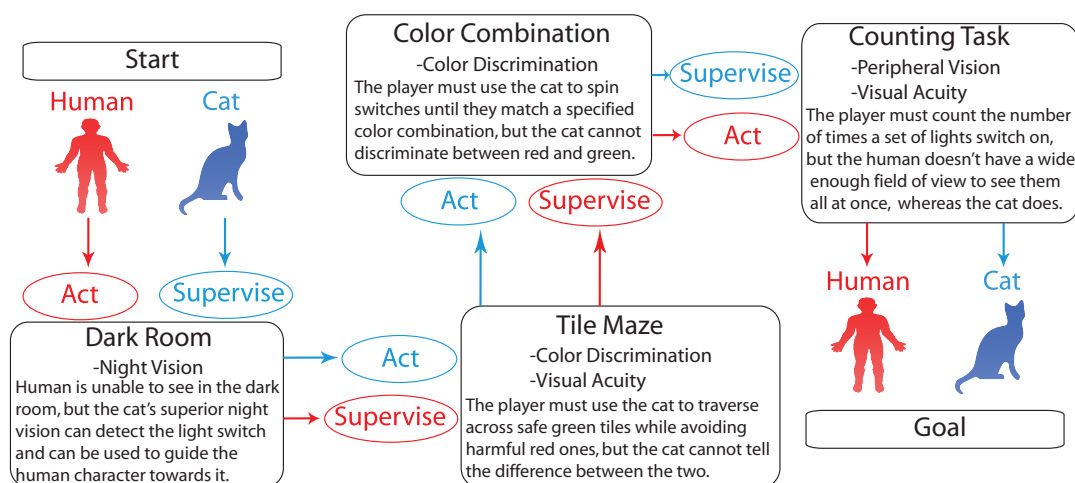 Start
Human
Cat
Act
Supervise
Dark Room
-Night Vision
Human is unable to see in the dark
room, but the cat's superior night
vision can detect the light switch
and can be used to guide the
human character towards it.
Act
Supervise
Tile Maze
-Color Discrimination
-Visual Acuity
The player must use the cat to traverse
across safe green tiles while avoiding
harmful red ones, but the cat cannot tell
the difference between the two.
Act
Supervise
Color Combination
-Color Discrimination
The player must use the cat to spin
switches until they match a specified
color combination, but the cat cannot
discriminate between red and green.
Supervise
Act
Counting Task
-Peripheral Vision
-Visual Acuity
The player must count the number
of times a set of lights switch on,
but the human doesn't have a wide
enough field of view to see them
all at once, whereas the cat does.
Human
Cat
Goal